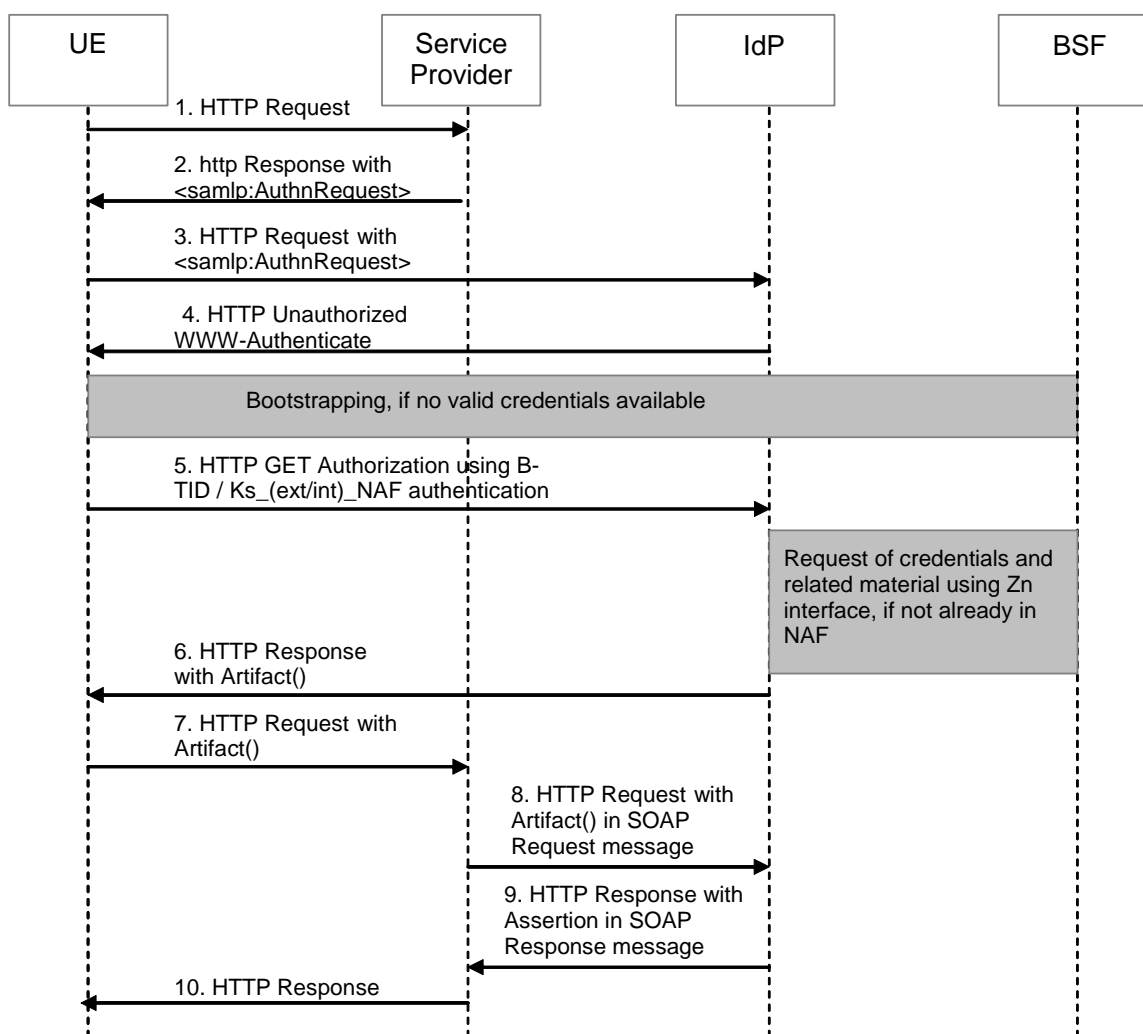 UE
Service
Provider
IdP
BSF
1. HTTP Request
2. http Response with
<samlp:AuthnRequest>
3. HTTP Request with
<samlp:AuthnRequest>
4. HTTP Unauthorized
WWW-Authenticate
Bootstrapping, if no valid credentials available
5. HTTP GET Authorization using B-
TID / Ks_(ext/int)_NAF authentication
Request of credentials and
related material using Zn
interface, if not already in
NAF
6. HTTP Response
with Artifact()
7. HTTP Request with
Artifact()
8. HTTP Request with
Artifact() in SOAP
Request message
9. HTTP Response with
Assertion in SOAP
Response message
10. HTTP Response